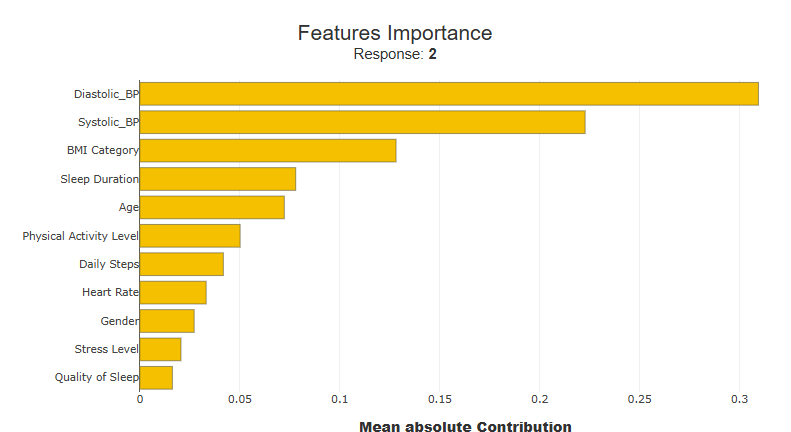 Features Importance
Response: 2
Diastolic_BP
Systolic_BP
BMI Category
Sleep Duration
Age
Physical Activity Level
Daily Steps
Heart Rate
Gender
Stress Level
Quality of Sleep
0 0.05 0.1 0.15 0.2 0.25 0.3
Mean absolute Contribution